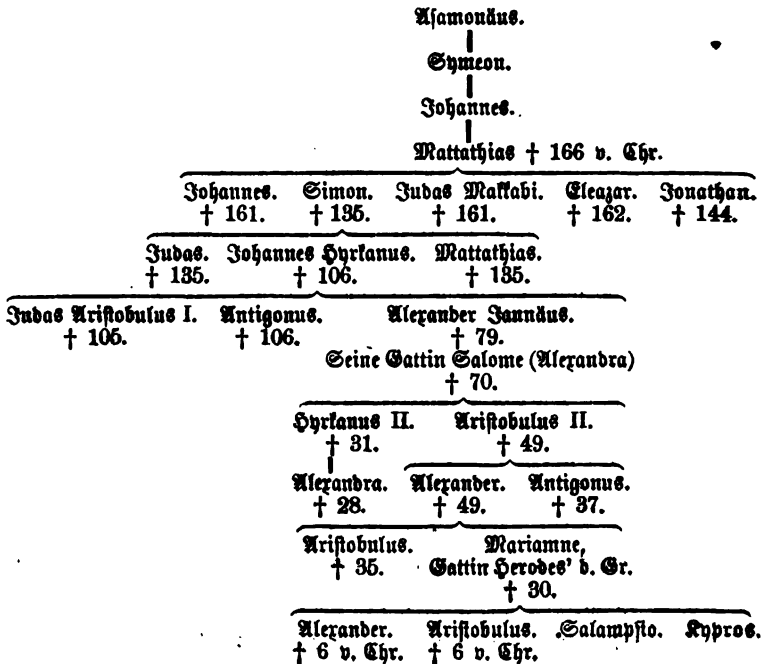 Asamonäus.
Symeon.
Johannes.
Mattathias † 166 v. Chr.
Johannes. Simon. Judas Makkabi. Eleazar. Jonathan.
† 161. † 135. † 161. † 162. † 144.
Judas. Johannes Hyrkanus. Mattathias.
† 135. † 106. † 135.
Judas Aristobulus I. Antigonus. Alexander Jannäus.
† 105. † 106. † 79.
Seine Gattin Salome (Alexandra)
† 70.
Hyrkanus II. Aristobulus II.
† 31. † 49.
Alexandra. Alexander. Antigonus.
† 28. † 49. † 37.
Aristobulus. Mariamne,
† 35. Gattin Herodes' d. Gr.
† 30.
Alexander. Aristobulus. Salampsio. Kypros.
† 6 v. Chr. † 6 v. Chr.